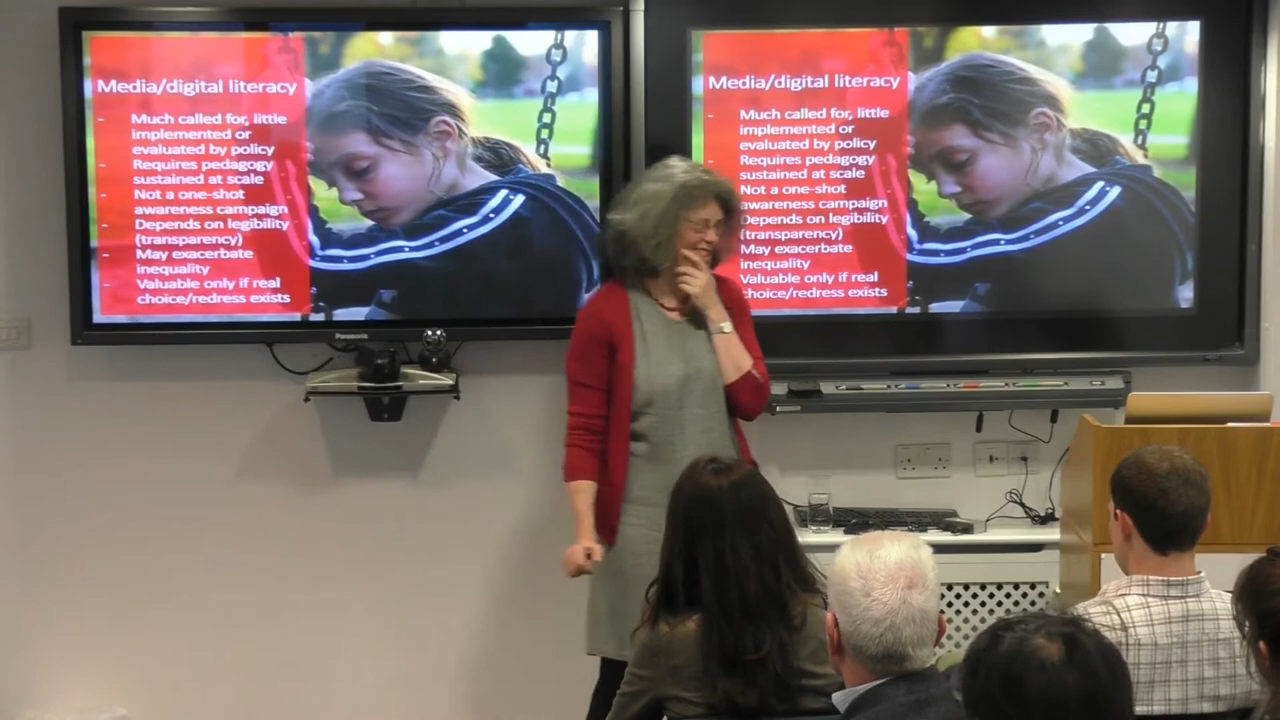 Media/digital literacy
- Much called for, little
implemented or
evaluated by policy
- Requires pedagogy
sustained at scale
- Not a one-shot
awareness campaign
- Depends on legibility
(transparency)
- May exacerbate
inequality
- Valuable only if real
choice/redress exists
Panasonic
Media/digital literacy
- Much called for, little
implemented or
evaluated by policy
- Requires pedagogy
sustained at scale
Not a one-shot
awareness campaign
Depends on legibility
(transparency)
May exacerbate
inequality
Valuable only if real
choice/redress exists